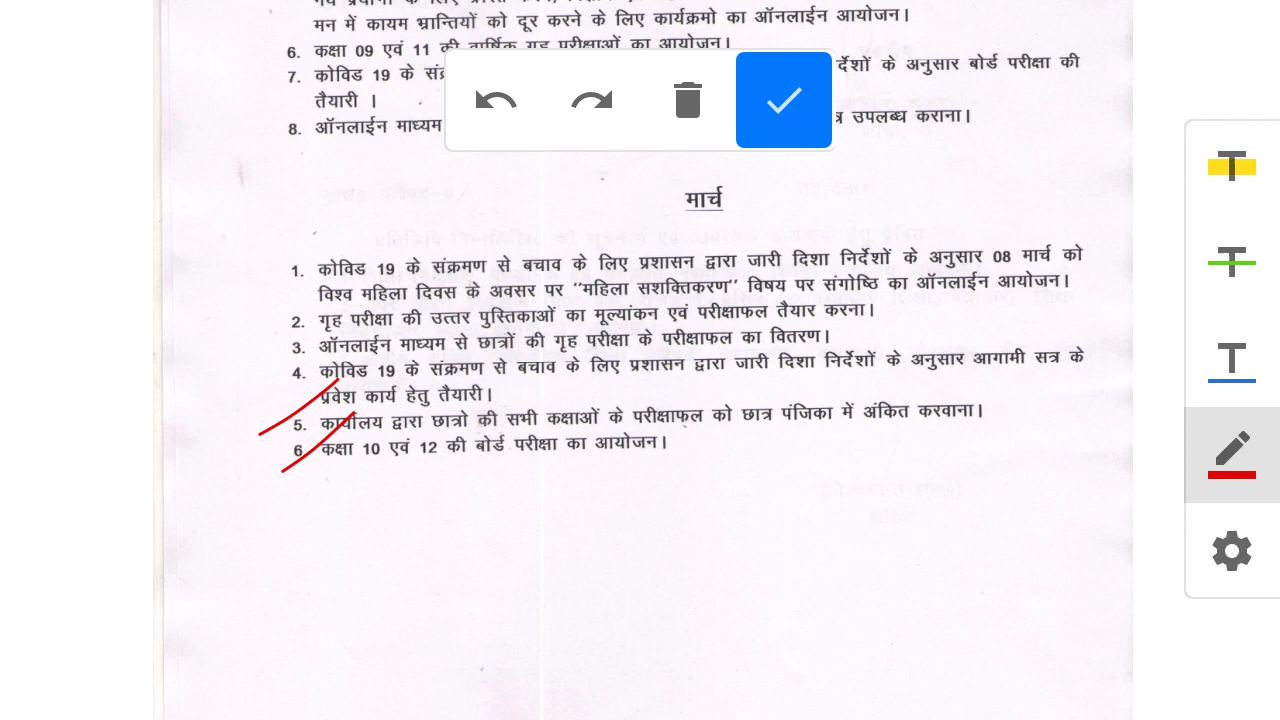 मन में कायम भ्रान्तियों को दूर करने के लिए कार्यक्रमो का ऑनलाईन आयोजन।
6. कक्षा 09 एवं 11 की वार्षिक गृह परीक्षाओं का आयोजन।
7. कोविड 19 के र्देशों के अनुसार बोर्ड परीक्षा की
तैयारी ।
8. ऑनलाईन माध्यम उपलब्ध कराना।
मार्च
1. कोविड 19 के संक्रमण से बचाव के लिए प्रशासन द्वारा जारी दिशा निर्देशों के अनुसार 08 मार्च को
विश्व महिला दिवस के अवसर पर “महिला सशक्तिकरण” विषय पर संगोष्ठि का ऑनलाईन आयोजन।
2. गृह परीक्षा की उत्तर पुस्तिकाओं का मूल्यांकन एवं परीक्षाफल तैयार करना।
3. ऑनलाईन माध्यम से छात्रों की गृह परीक्षा के परीक्षाफल का वितरण।
4. कोविड 19 के संक्रमण से बचाव के लिए प्रशासन द्वारा जारी दिशा निर्देशों के अनुसार आगामी सत्र के
प्रवेश कार्य हेतु तैयारी।
5. कार्यालय द्वारा छात्रो की सभी कक्षाओं के परीक्षाफल को छात्र पंजिका में अंकित करवाना।
6. कक्षा 10 एवं 12 की बोर्ड परीक्षा का आयोजन।